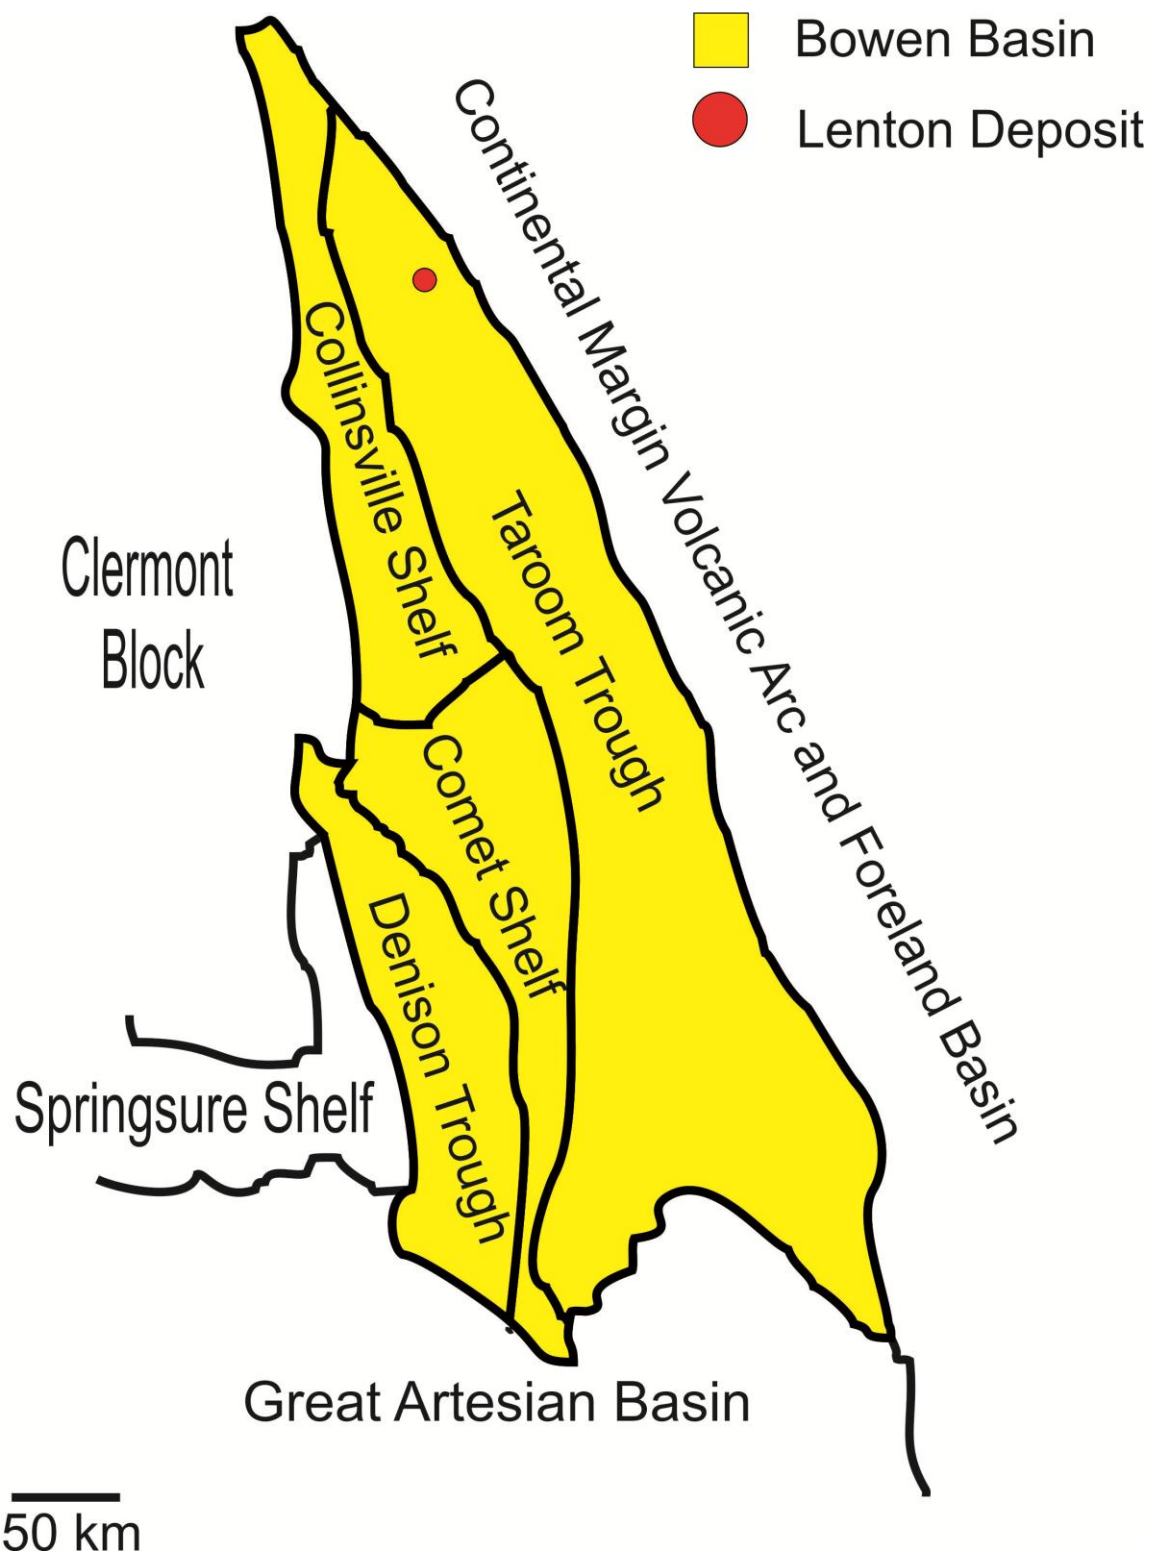 Bowen Basin
Lenton Deposit
Continental Margin Volcanic Arc and Foreland Basin
Collinsville Shelf
Taroom Trough
Clermont
Block
Comet Shelf
Denison Trough
Springsure Shelf
Great Artesian Basin
50 km